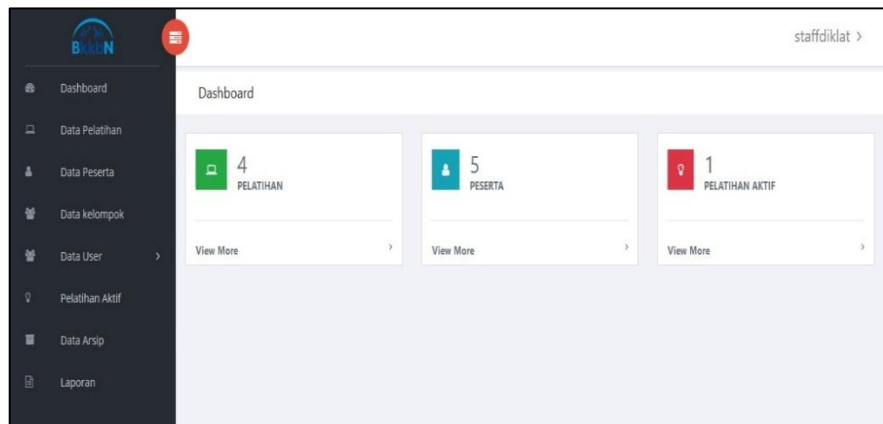 BkkbN
staffdiklat >
Dashboard
Data Pelatihan
Data Peserta
Data kelompok
Data User >
Pelatihan Aktif
Data Arsip
Laporan
Dashboard
4
PELATIHAN
View More >
5
PESERTA
View More >
1
PELATIHAN AKTIF
View More >